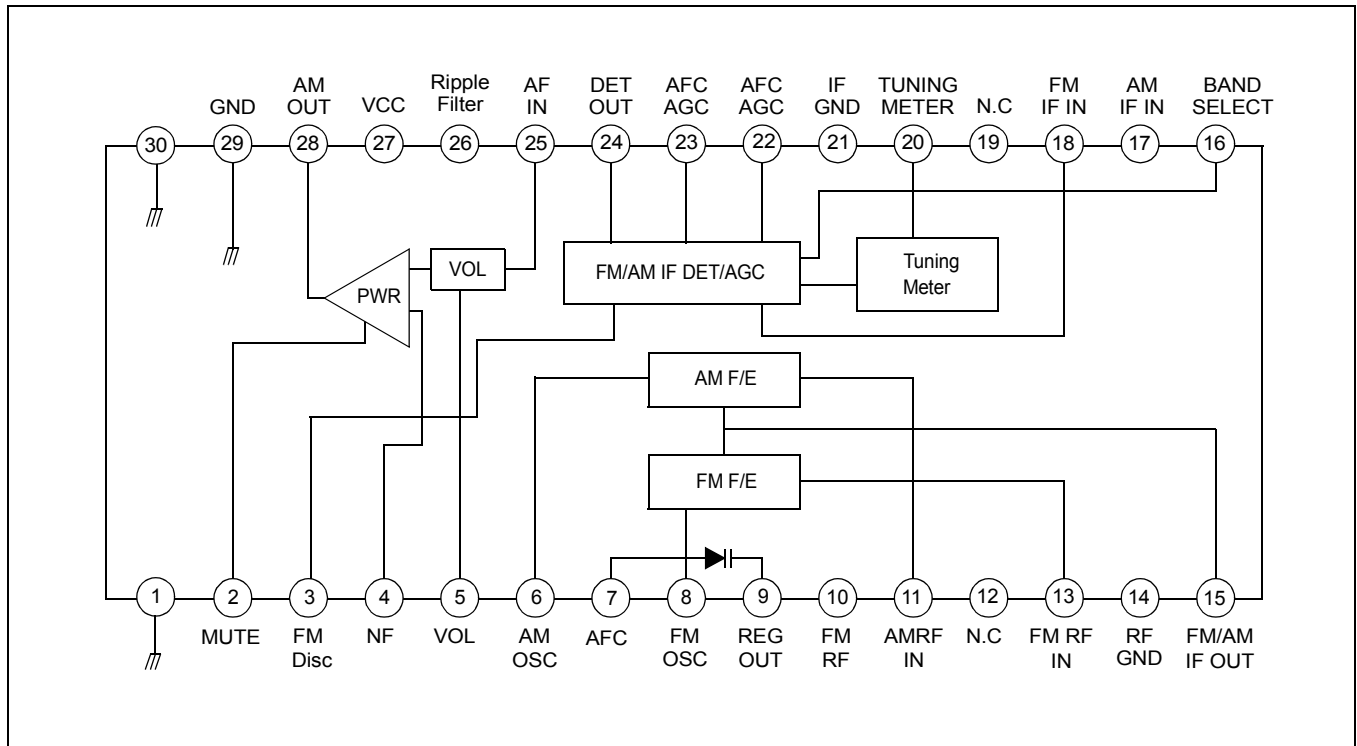 GND
AM
OUT
VCC
Ripple
Filter
AF
IN
DET
OUT
AFC
AGC
AFC
AGC
IF
GND
TUNING
METER
N.C
FM
IF IN
AM
IF IN
BAND
SELECT
30
29
28
27
26
25
24
23
22
21
20
19
18
17
16
VOL
PWR
FM/AM IF DET/AGC
Tuning
Meter
AM F/E
FM F/E
1
2
3
4
5
6
7
8
9
10
11
12
13
14
15
MUTE
FM
Disc
NF
VOL
AM
OSC
AFC
FM
OSC
REG
OUT
FM
RF
AMRF
IN
N.C
FM RF
IN
RF
GND
FM/AM
IF OUT